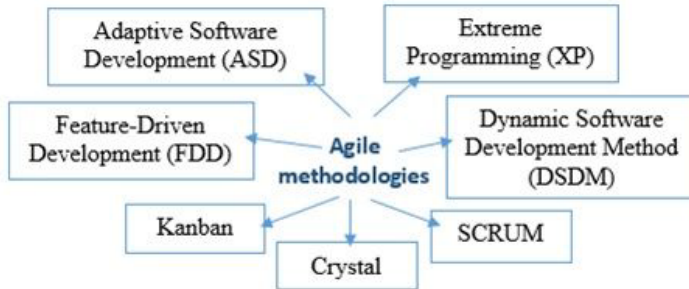 Adaptive Software
Development (ASD)
Extreme
Programming (XP)
Feature-Driven
Development (FDD)
Agile
methodologies
Dynamic Software
Development Method
(DSDM)
Kanban
Crystal
SCRUM